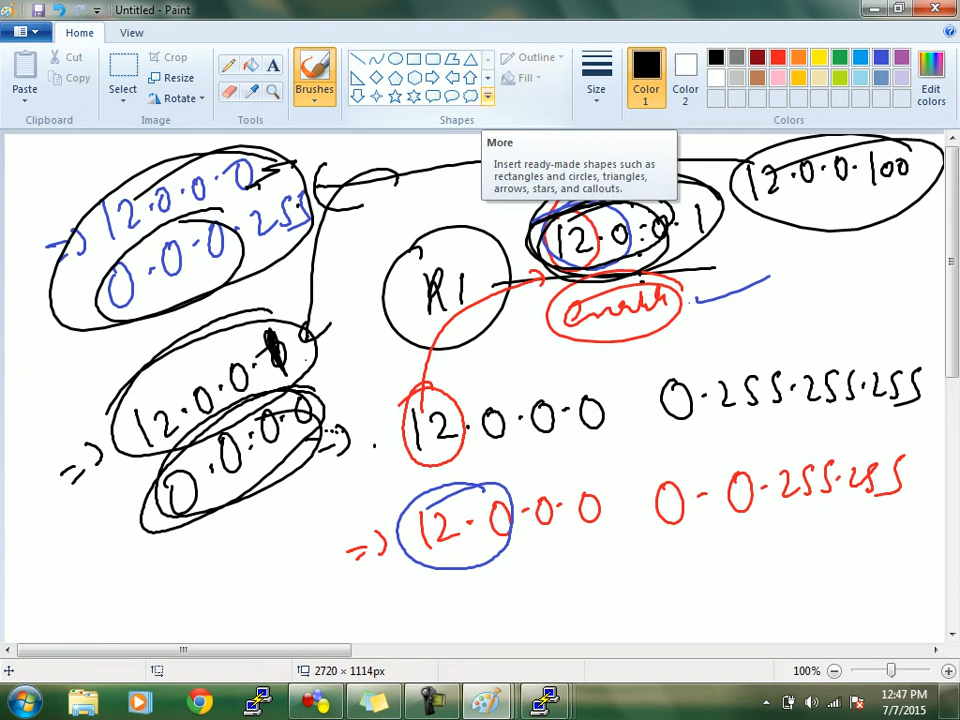 Untitled - Paint
Home
View
Paste
Cut
Copy
Clipboard
Select
Crop
Resize
Rotate
Image
Tools
Brushes
Shapes
Outline
Fill
Size
Color 1
Color 2
Edit colors
Colors
More
Insert ready-made shapes such as
rectangles and circles, triangles,
arrows, stars, and callouts.
12.0.0.100
=> 12.0.0.0
0.0.0.255
12.0.0.1
R1
enable
=> 12.0.0.1
0.0.0.0 =>
12.0.0.0 0.255.255.255
=> 12.0.0.0 0.0.255.255
2720 × 1114px
100%
12:47 PM
7/7/2015